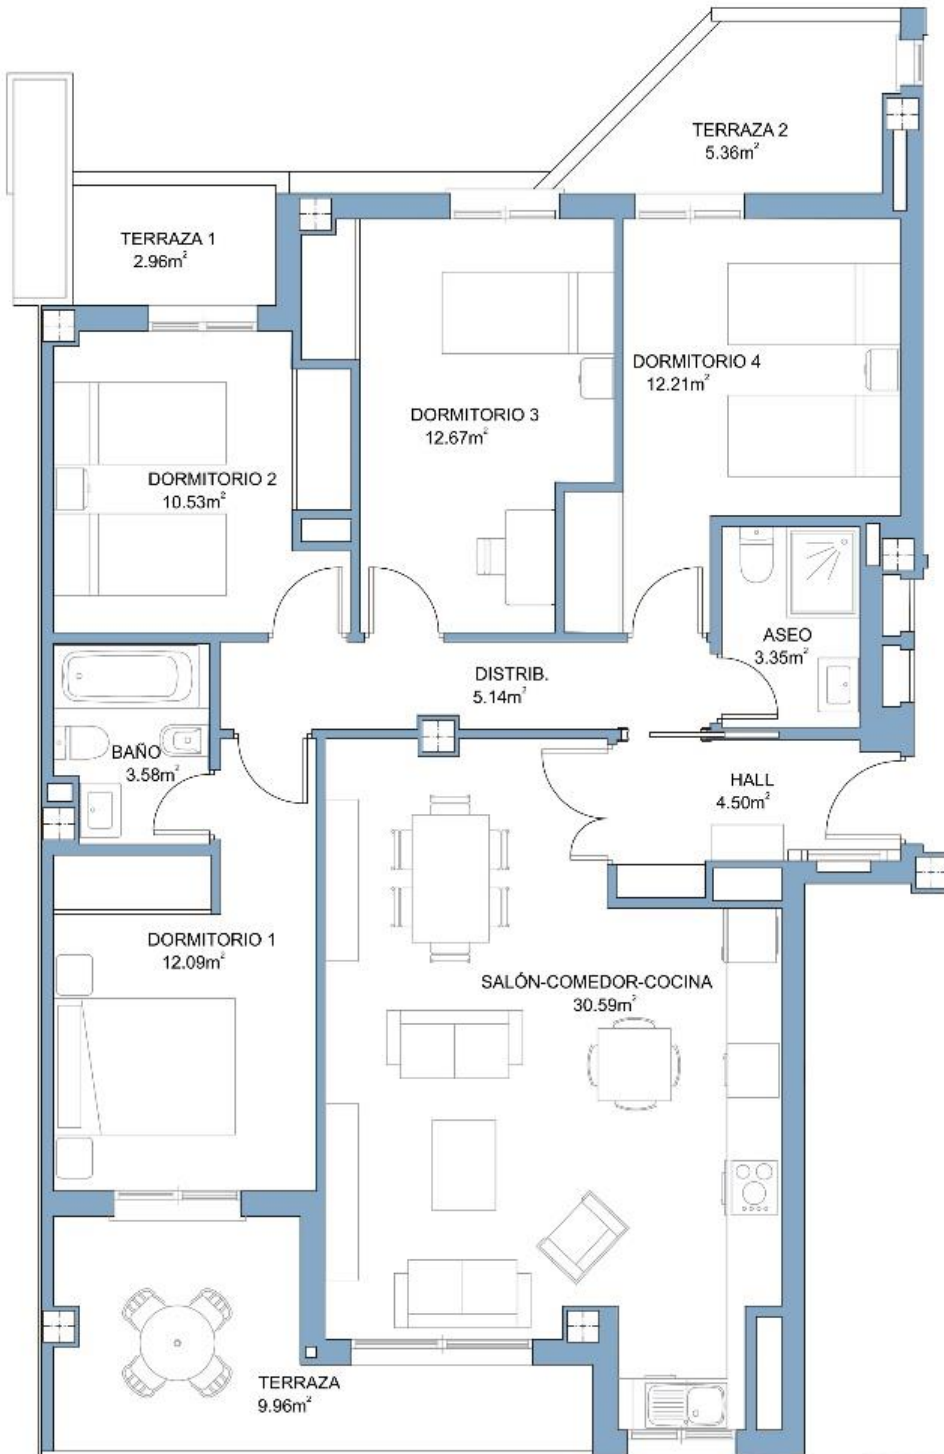 TERRAZA 2
5.36m²
TERRAZA 1
2.96m²
DORMITORIO 4
12.21m²
DORMITORIO 3
12.67m²
DORMITORIO 2
10.53m²
ASEO
3.35m²
DISTRIB.
5.14m²
BAÑO
3.58m²
HALL
4.50m²
DORMITORIO 1
12.09m²
SALÓN-COMEDOR-COCINA
30.59m²
TERRAZA
9.96m²